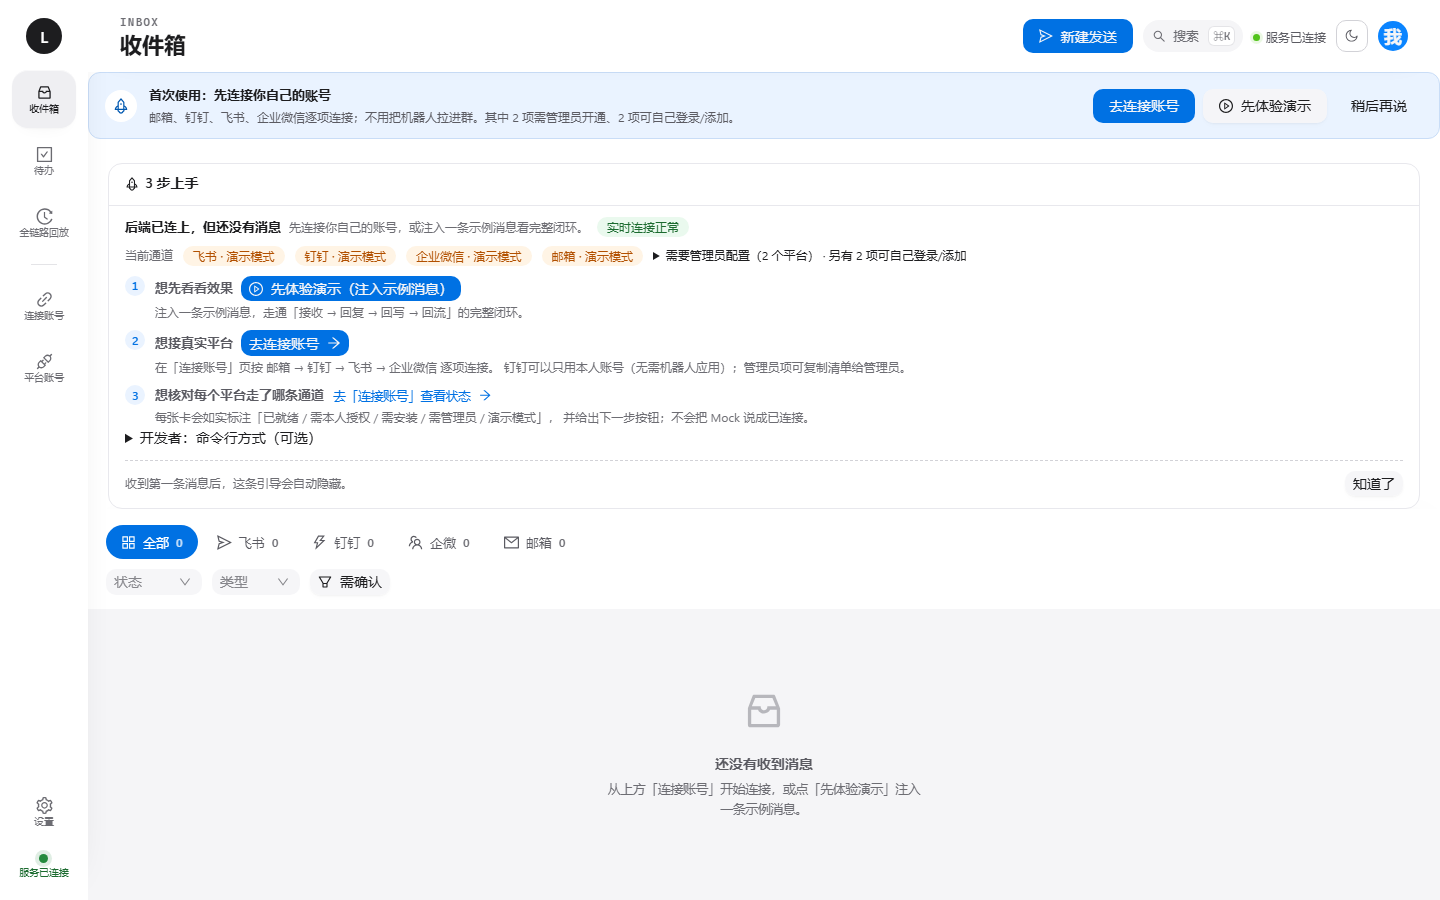 L
收件箱
待办
全链路回放
连接账号
平台账号
设置
服务已连接
INBOX
收件箱
新建发送
搜索 ⌘K
服务已连接
我
首次使用：先连接你自己的账号
邮箱、钉钉、飞书、企业微信逐项连接；不用把机器人拉进群。其中 2 项需管理员开通、2 项可自己登录/添加。
去连接账号
先体验演示
稍后再说
3 步上手
后端已连上，但还没有消息 先连接你自己的账号，或注入一条示例消息看完整闭环。 实时连接正常
当前通道 飞书 · 演示模式 钉钉 · 演示模式 企业微信 · 演示模式 邮箱 · 演示模式 ▶ 需要管理员配置（2 个平台） · 另有 2 项可自己登录/添加
1 想先看看效果 先体验演示（注入示例消息）
注入一条示例消息，走通「接收 → 回复 → 回写 → 回流」的完整闭环。
2 想接真实平台 去连接账号 →
在「连接账号」页按 邮箱 → 钉钉 → 飞书 → 企业微信 逐项连接。 钉钉可以只用本人账号（无需机器人应用）；管理员项可复制清单给管理员。
3 想核对每个平台走了哪条通道 去「连接账号」查看状态 →
每张卡会如实标注「已就绪 / 需本人授权 / 需安装 / 需管理员 / 演示模式」， 并给出下一步按钮；不会把 Mock 说成已连接。
▶ 开发者：命令行方式（可选）
收到第一条消息后，这条引导会自动隐藏。
知道了
全部 0 飞书 0 钉钉 0 企微 0 邮箱 0
状态 类型 需确认
还没有收到消息
从上方「连接账号」开始连接，或点「先体验演示」注入
一条示例消息。